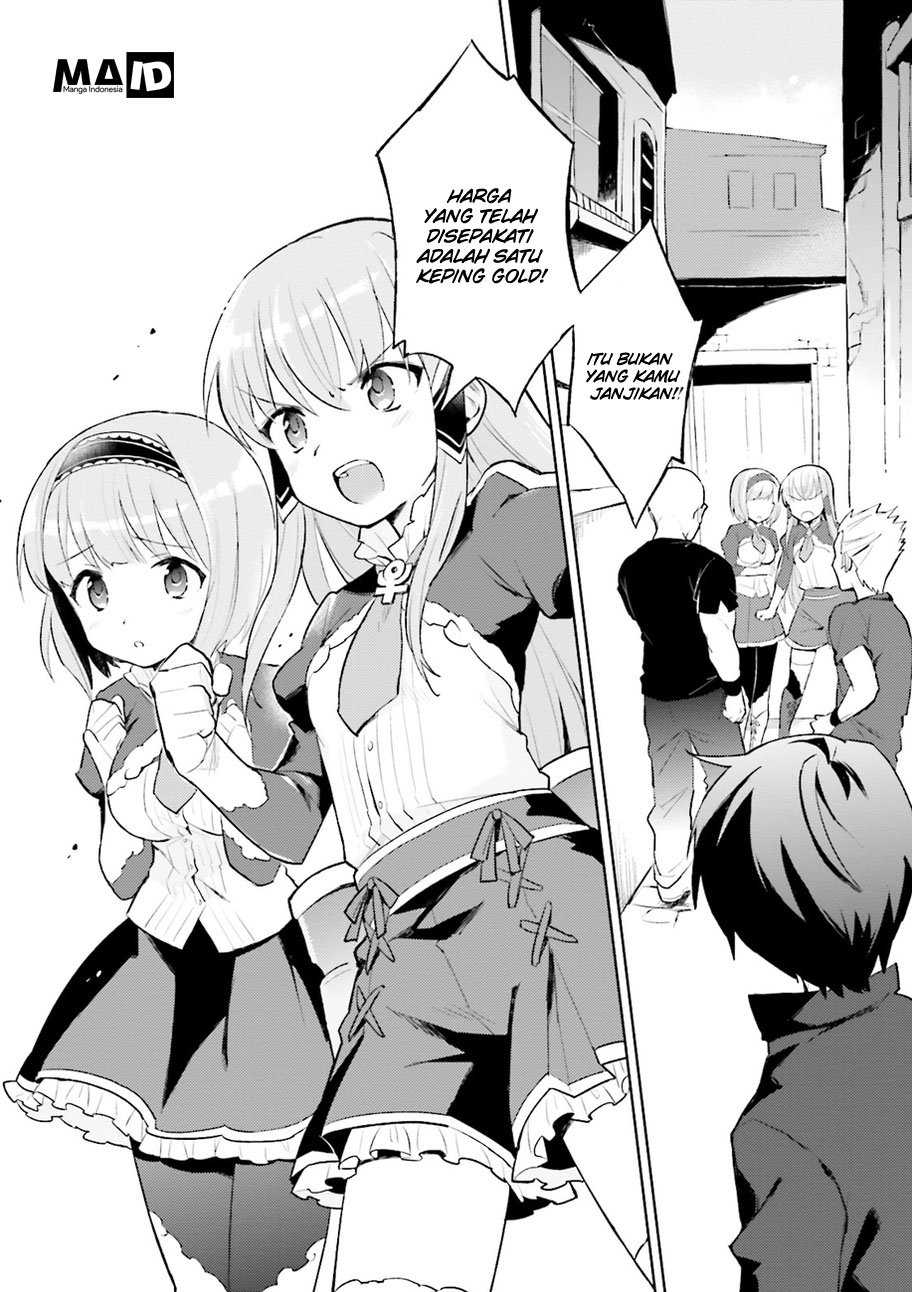 MAID
Manga Indonesia
ITU BUKAN
YANG KAMU
JANJIKAN!!
HARGA
YANG TELAH
DISEPAKATI
ADALAH SATU
KEPING GOLD!